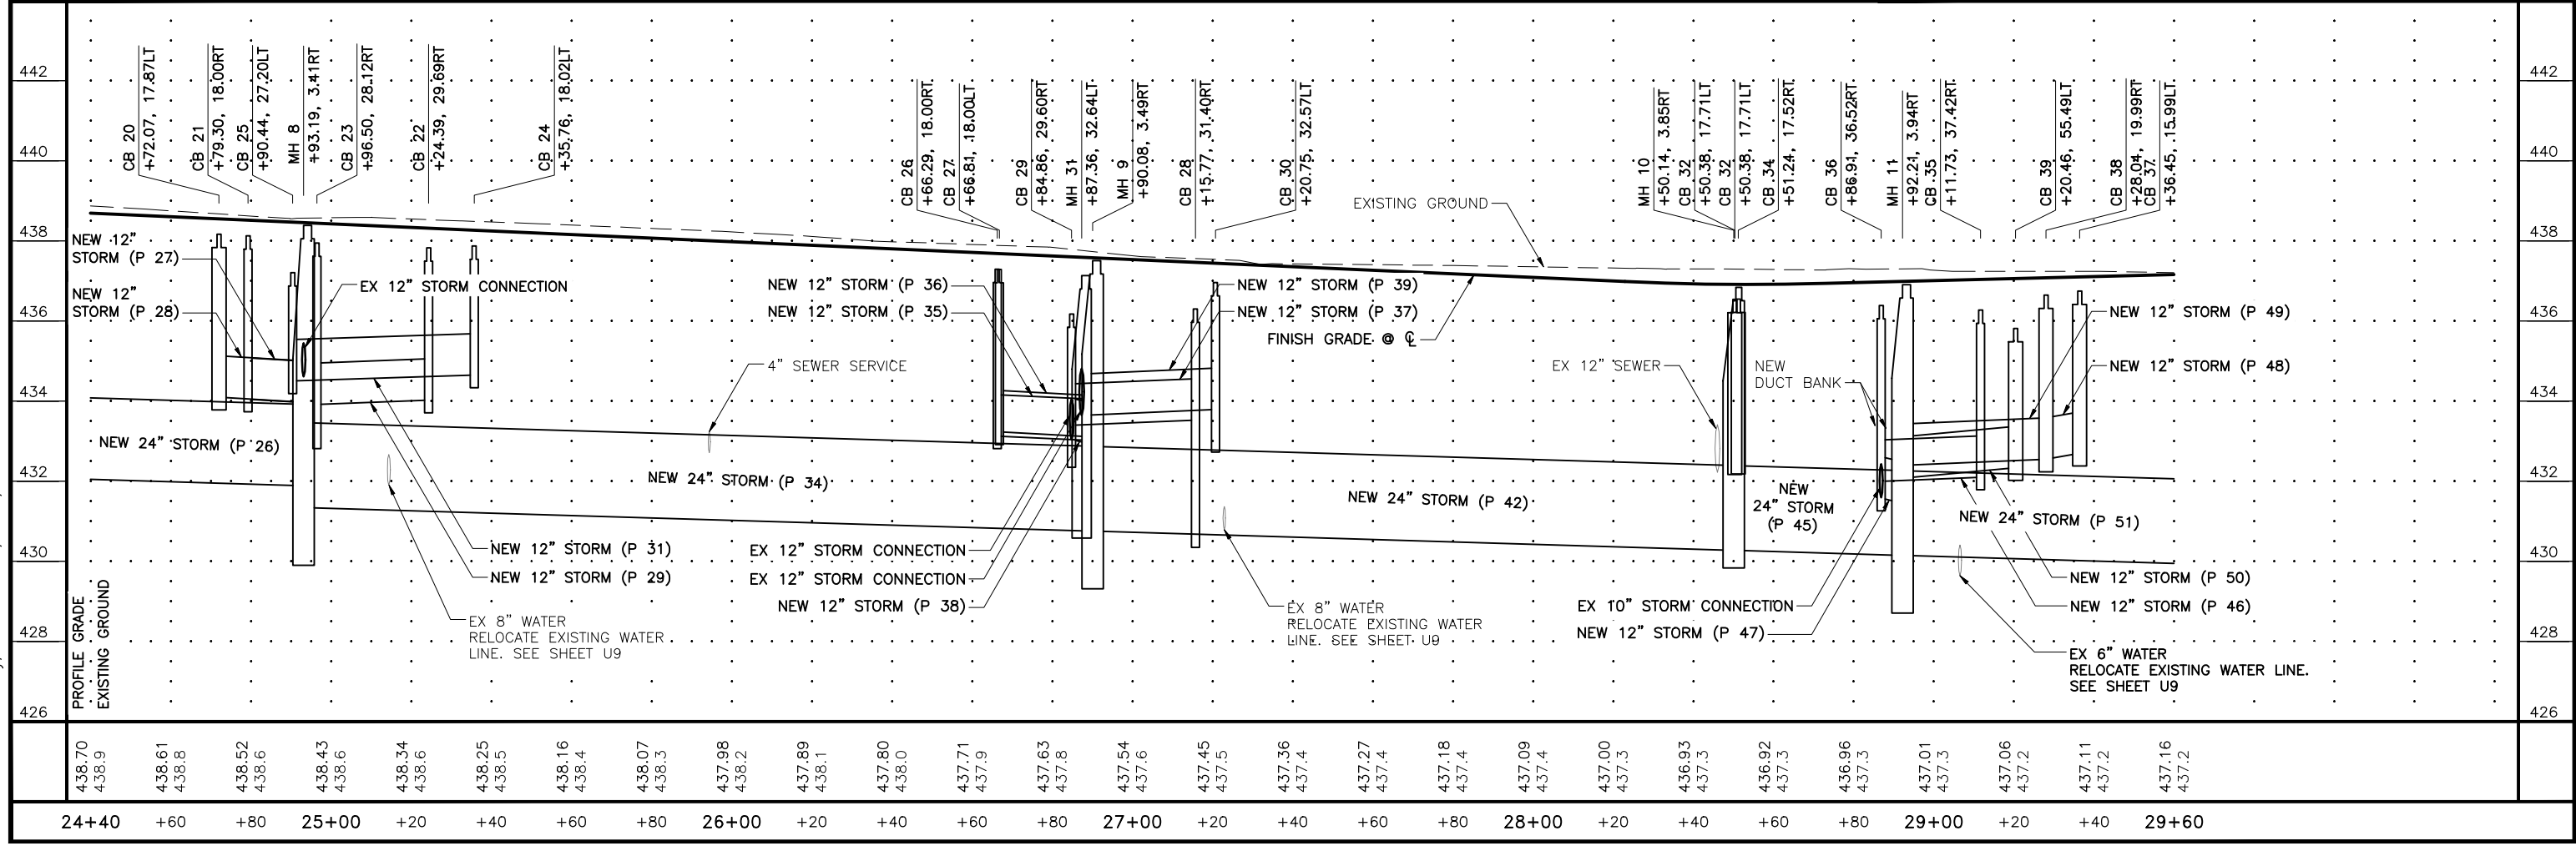 442
440
438
436
434
432
430
428
426
CB 20
+72.07, 17.87LT
CB 21
+79.30, 18.00RT
CB 25
+90.44, 27.20LT
MH 8
+93.19, 3.41RT
CB 23
+96.50, 28.12RT
CB 22
+24.39, 29.69RT
CB 24
+35.76, 18.02LT
CB 26
+66.29, 18.00RT
CB 27
+66.81, 18.00LT
CB 29
+84.86, 29.60RT
MH 31
+87.36, 32.64LT
MH 9
+90.08, 3.49RT
CB 28
+15.77, 31.40RT
CB 30
+20.75, 32.57LT
MH 10
+50.14, 3.85RT
CB 32
+50.38, 17.71LT
CB 32
+50.38, 17.71LT
CB 34
+51.24, 17.52RT
CB 36
+86.91, 36.52RT
MH 11
+92.21, 3.94RT
CB 35
+11.73, 37.42RT
CB 39
+20.46, 55.49LT
CB 38
+28.04, 19.99RT
CB 37
+36.45, 15.99LT
442
440
438
436
434
432
430
428
426
NEW 12"
STORM (P 27)
NEW 12"
STORM (P 28)
EX 12" STORM CONNECTION
NEW 24" STORM (P 26)
NEW 12" STORM (P 31)
NEW 12" STORM (P 29)
EX 8" WATER
RELOCATE EXISTING WATER
LINE. SEE SHEET U9
4" SEWER SERVICE
NEW 24" STORM (P 34)
NEW 12" STORM (P 36)
NEW 12" STORM (P 35)
EX 12" STORM CONNECTION
EX 12" STORM CONNECTION
NEW 12" STORM (P 38)
NEW 12" STORM (P 39)
NEW 12" STORM (P 37)
EXISTING GROUND
FINISH GRADE @ ℄
NEW 24" STORM (P 42)
EX 8" WATER
RELOCATE EXISTING WATER
LINE. SEE SHEET U9
EX 12" SEWER
NEW
DUCT BANK
NEW
24" STORM
(P 45)
EX 10" STORM CONNECTION
NEW 12" STORM (P 47)
NEW 12" STORM (P 49)
NEW 12" STORM (P 48)
NEW 24" STORM (P 51)
NEW 12" STORM (P 50)
NEW 12" STORM (P 46)
EX 6" WATER
RELOCATE EXISTING WATER LINE.
SEE SHEET U9
PROFILE GRADE
EXISTING GROUND
438.70
438.9
438.61
438.8
438.52
438.6
438.43
438.6
438.34
438.6
438.25
438.5
438.16
438.4
438.07
438.3
437.98
438.2
437.89
438.1
437.80
438.0
437.71
437.9
437.63
437.8
437.54
437.6
437.45
437.5
437.36
437.4
437.27
437.4
437.18
437.4
437.09
437.4
437.00
437.3
436.93
437.3
436.92
437.3
436.96
437.3
437.01
437.3
437.06
437.2
437.11
437.2
437.16
437.2
24+40 +60 +80 25+00 +20 +40 +60 +80 26+00 +20 +40 +60 +80 27+00 +20 +40 +60 +80 28+00 +20 +40 +60 +80 29+00 +20 +40 29+60